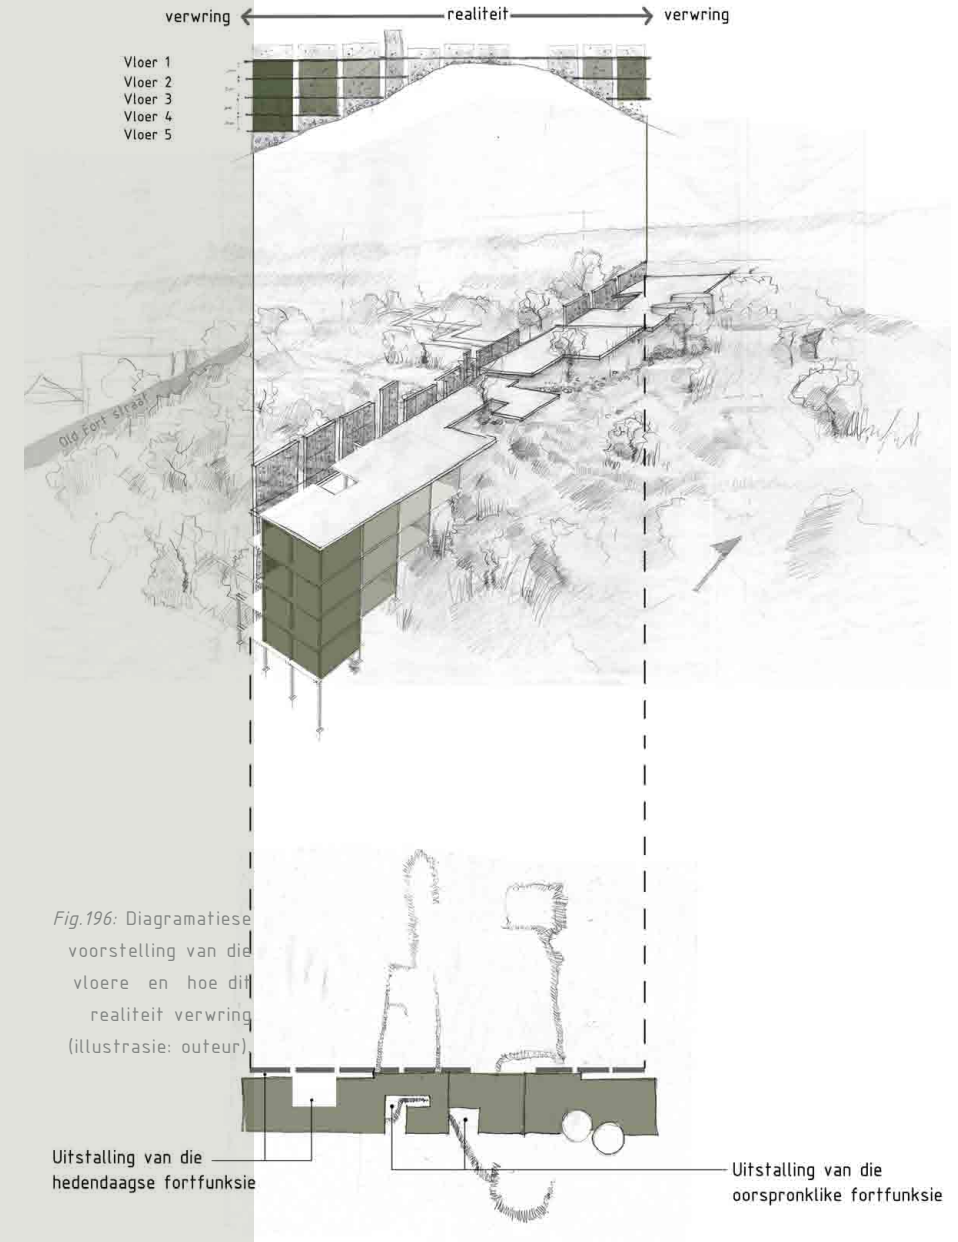 verwring realiteit verwring
Vloer 1
Vloer 2
Vloer 3
Vloer 4
Vloer 5
Old Fort straat
Fig.196: Diagramatiese
voorstelling van die
vloere en hoe dit
realiteit verwring
(illustrasie: outeur)
Uitstalling van die
hedendaagse fortfunksie
Uitstalling van die
oorspronklike fortfunksie